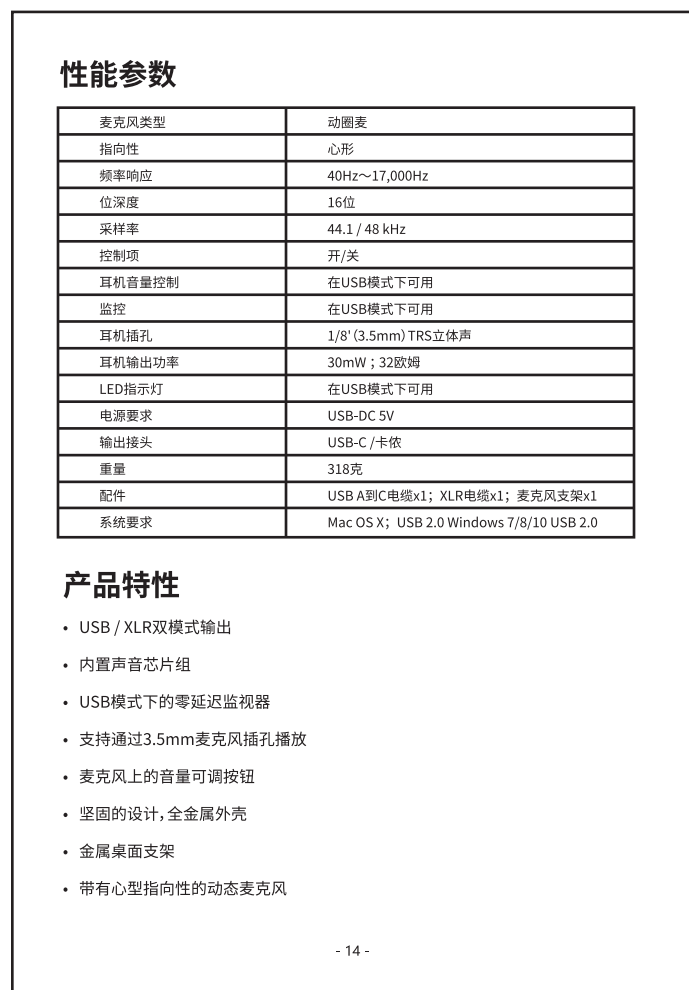 性能参数
麦克风类型 动圈麦
指向性 心形
频率响应 40Hz～17,000Hz
位深度 16位
采样率 44.1 / 48 kHz
控制项 开/关
耳机音量控制 在USB模式下可用
监控 在USB模式下可用
耳机插孔 1/8'（3.5mm）TRS立体声
耳机输出功率 30mW；32欧姆
LED指示灯 在USB模式下可用
电源要求 USB-DC 5V
输出接头 USB-C /卡侬
重量 318克
配件 USB A到C电缆x1；XLR电缆x1；麦克风支架x1
系统要求 Mac OS X；USB 2.0 Windows 7/8/10 USB 2.0
产品特性
• USB / XLR双模式输出
• 内置声音芯片组
• USB模式下的零延迟监视器
• 支持通过3.5mm麦克风插孔播放
• 麦克风上的音量可调按钮
• 坚固的设计，全金属外壳
• 金属桌面支架
• 带有心型指向性的动态麦克风
- 14 -